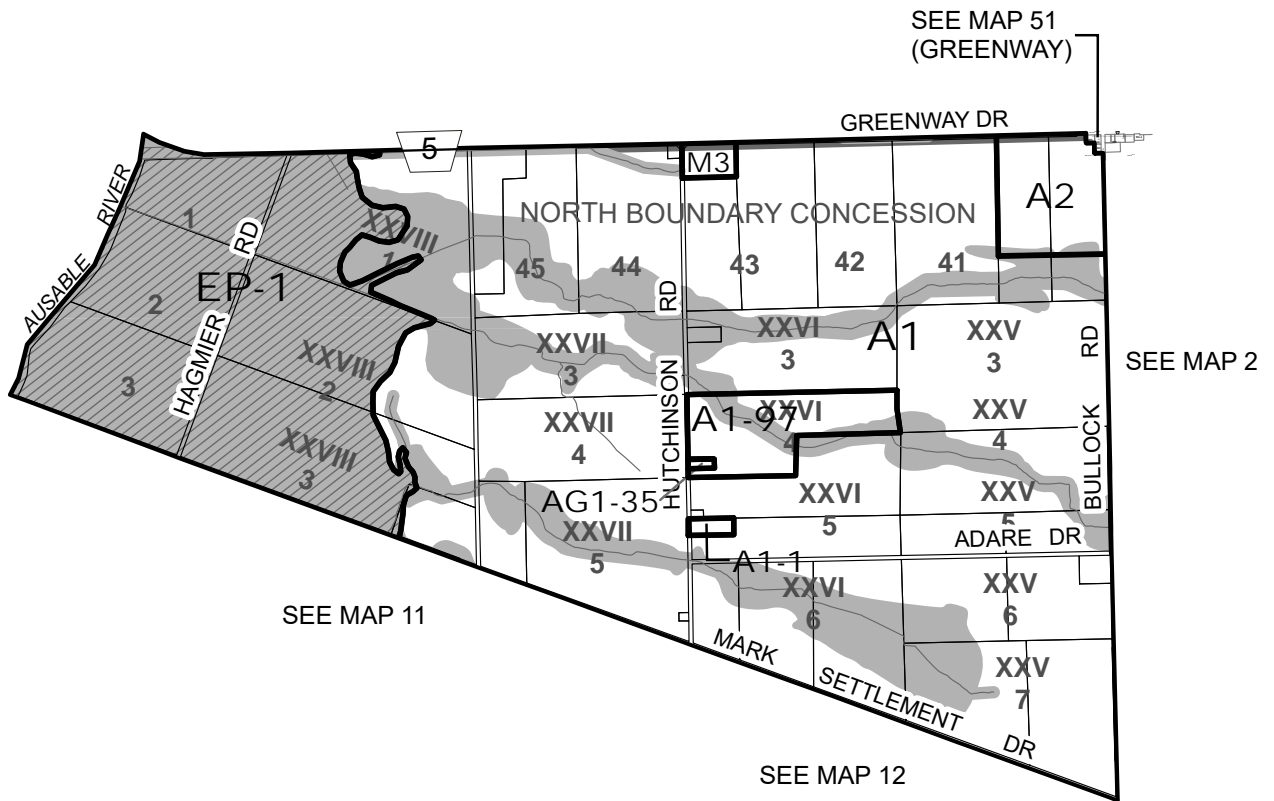 SEE MAP 51
(GREENWAY)
GREENWAY DR
5
M3
A2
AUSABLE RIVER
1
HAGMIER RD
XXVIII
1
NORTH BOUNDARY CONCESSION
45
44
43
42
41
EP-1
2
3
XXVIII
2
XXVIII
3
XXVII
3
XXVI
3
A1
XXV
3
HUTCHINSON RD
BULLOCK RD
SEE MAP 2
XXVII
4
A1-97
XXVI
4
XXV
4
AG1-35
XXVII
5
XXVI
5
XXV
5
ADARE DR
A1-1
XXVI
6
XXV
6
XXV
7
MARK SETTLEMENT DR
SEE MAP 11
SEE MAP 12